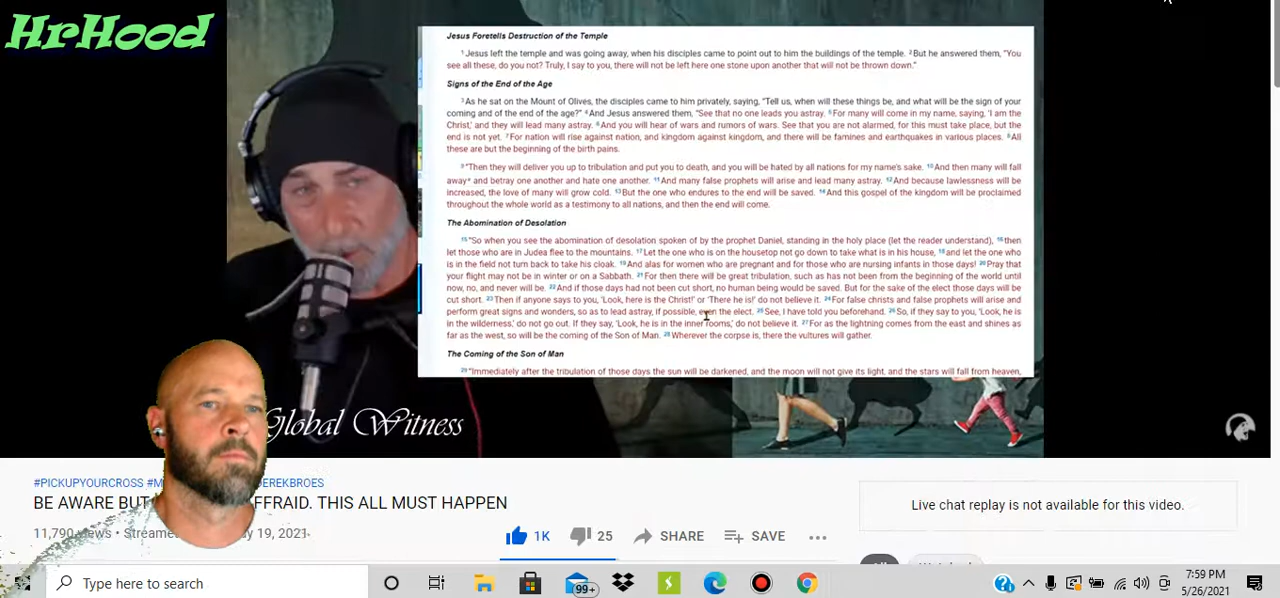 HrHood
Jesus Foretells Destruction of the Temple
1Jesus left the temple and was going away, when his disciples came to point out to him the buildings of the temple. 2But he answered them, “You
see all these, do you not? Truly, I say to you, there will not be left here one stone upon another that will not be thrown down.”
Signs of the End of the Age
3As he sat on the Mount of Olives, the disciples came to him privately, saying, “Tell us, when will these things be, and what will be the sign of your
coming and of the end of the age?” 4And Jesus answered them, “See that no one leads you astray. 5For many will come in my name, saying, ‘I am the
Christ,’ and they will lead many astray. 6And you will hear of wars and rumors of wars. See that you are not alarmed, for this must take place, but the
end is not yet. 7For nation will rise against nation, and kingdom against kingdom, and there will be famines and earthquakes in various places. 8All
these are but the beginning of the birth pains.
9“Then they will deliver you up to tribulation and put you to death, and you will be hated by all nations for my name’s sake. 10And then many will fall
away and betray one another and hate one another. 11And many false prophets will arise and lead many astray. 12And because lawlessness will be
increased, the love of many will grow cold. 13But the one who endures to the end will be saved. 14And this gospel of the kingdom will be proclaimed
throughout the whole world as a testimony to all nations, and then the end will come.
The Abomination of Desolation
15“So when you see the abomination of desolation spoken of by the prophet Daniel, standing in the holy place (let the reader understand), 16then
let those who are in Judea flee to the mountains. 17Let the one who is on the housetop not go down to take what is in his house, 18and let the one who
is in the field not turn back to take his cloak. 19And alas for women who are pregnant and for those who are nursing infants in those days! 20Pray that
your flight may not be in winter or on a Sabbath. 21For then there will be great tribulation, such as has not been from the beginning of the world until
now, no, and never will be. 22And if those days had not been cut short, no human being would be saved. But for the sake of the elect those days will be
cut short. 23Then if anyone says to you, ‘Look, here is the Christ!’ or ‘There he is!’ do not believe it. 24For false christs and false prophets will arise and
perform great signs and wonders, so as to lead astray, if possible, even the elect. 25See, I have told you beforehand. 26So, if they say to you, ‘Look, he is
in the wilderness,’ do not go out. If they say, ‘Look, he is in the inner rooms,’ do not believe it. 27For as the lightning comes from the east and shines as
far as the west, so will be the coming of the Son of Man. 28Wherever the corpse is, there the vultures will gather.
The Coming of the Son of Man
29“Immediately after the tribulation of those days the sun will be darkened, and the moon will not give its light, and the stars will fall from heaven,
Global Witness
#PICKUPYOURCROSS #M DEREKBROES
BE AWARE BUT AFFRAID. THIS ALL MUST HAPPEN
11,790 views • Streame y 19, 2021
1K 25 SHARE SAVE ...
Live chat replay is not available for this video.
All
Type here to search
99+
7:59 PM
5/26/2021